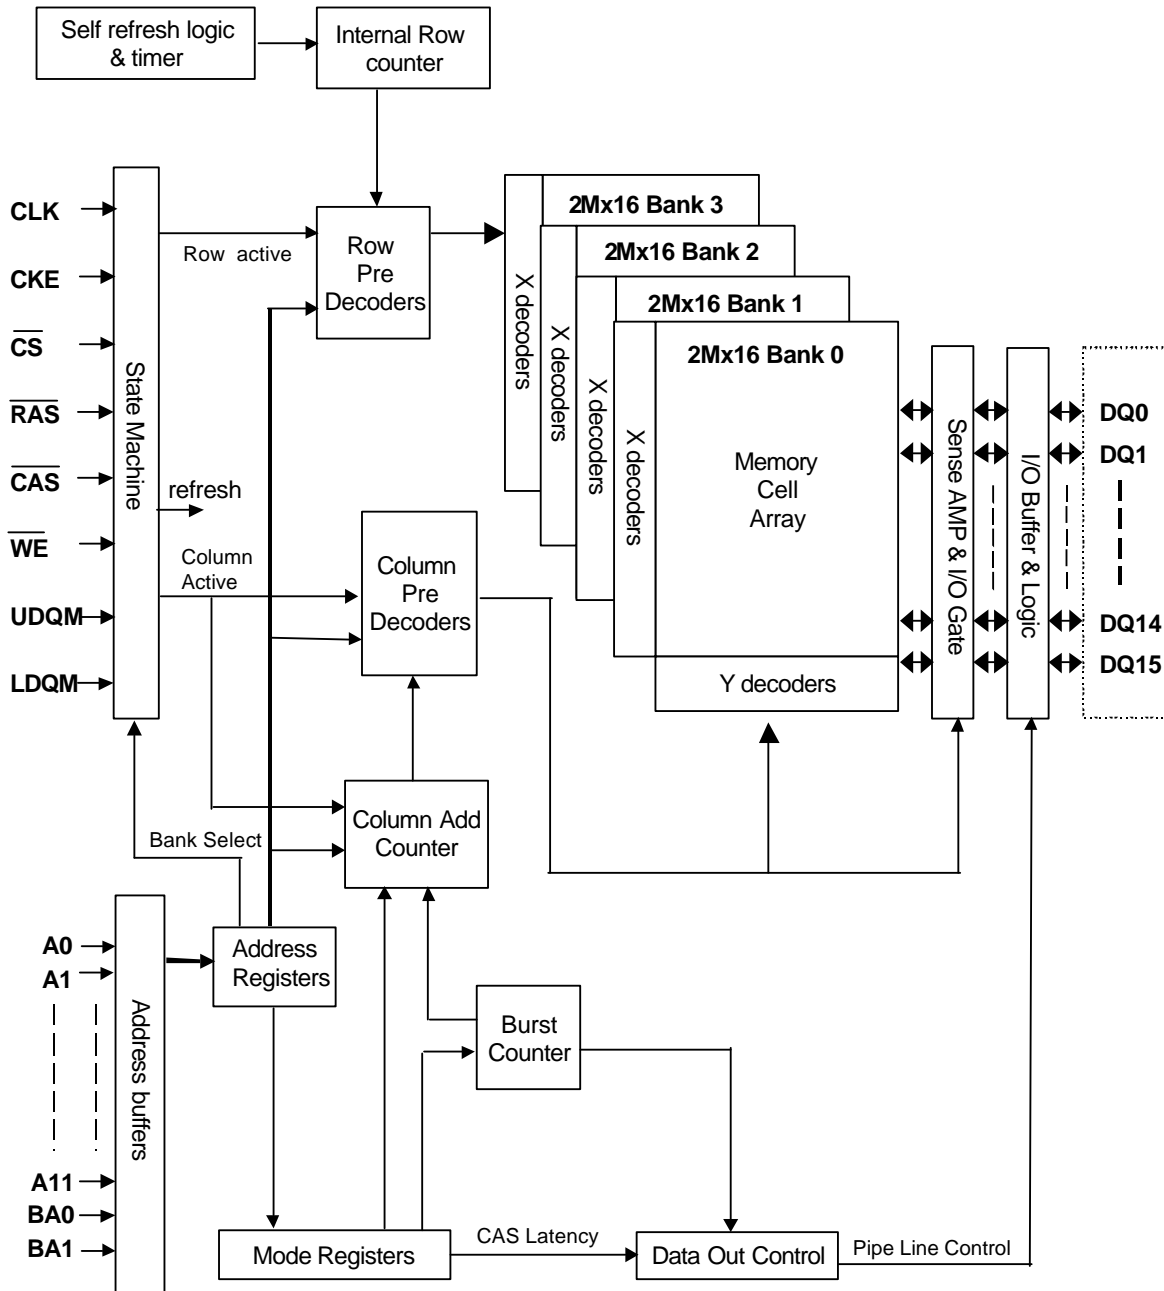 Self refresh logic
& timer
Internal Row
counter
CLK
CKE
CS
RAS
CAS
WE
UDQM
LDQM
State Machine
Row active
refresh
Column
Active
Bank Select
Row
Pre
Decoders
Column
Pre
Decoders
Column Add
Counter
X decoders
X decoders
X decoders
X decoders
2Mx16 Bank 3
2Mx16 Bank 2
2Mx16 Bank 1
2Mx16 Bank 0
Memory
Cell
Array
Y decoders
Sense AMP & I/O Gate
I/O Buffer & Logic
DQ0
DQ1
DQ14
DQ15
A0
A1
A11
BA0
BA1
Address buffers
Address
Registers
Burst
Counter
Mode Registers
CAS Latency
Data Out Control
Pipe Line Control